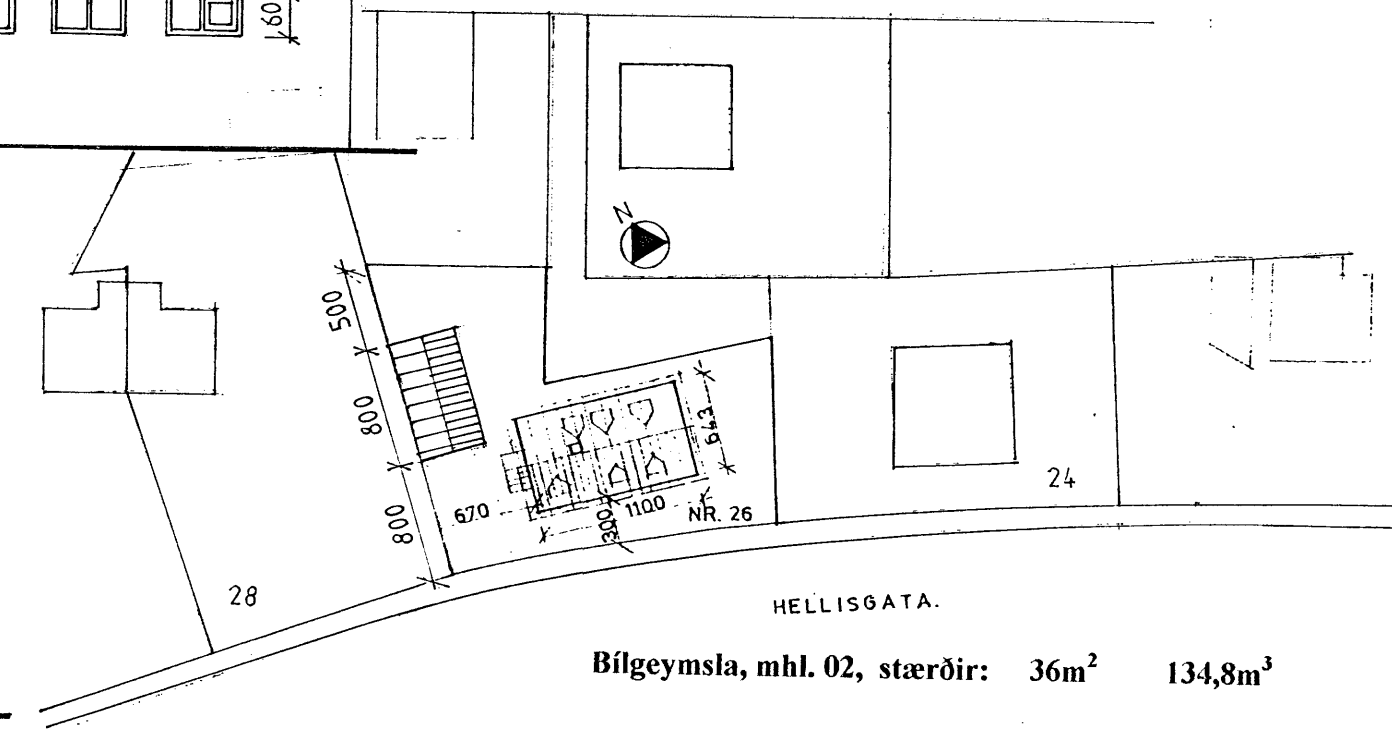 60
N
500
800
800
643
670
300
1100
NR. 26
24
28
HELLISGATA.
Bílgeymsla, mhl. 02, stærðir: 36m² 134,8m³